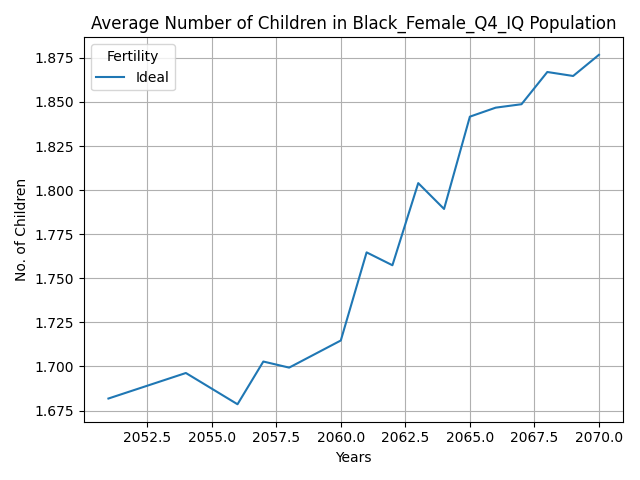 Average Number of Children in Black_Female_Q4_IQ Population
Fertility
Ideal
No. of Children
1.875
1.850
1.825
1.800
1.775
1.750
1.725
1.700
1.675
2052.5 2055.0 2057.5 2060.0 2062.5 2065.0 2067.5 2070.0
Years